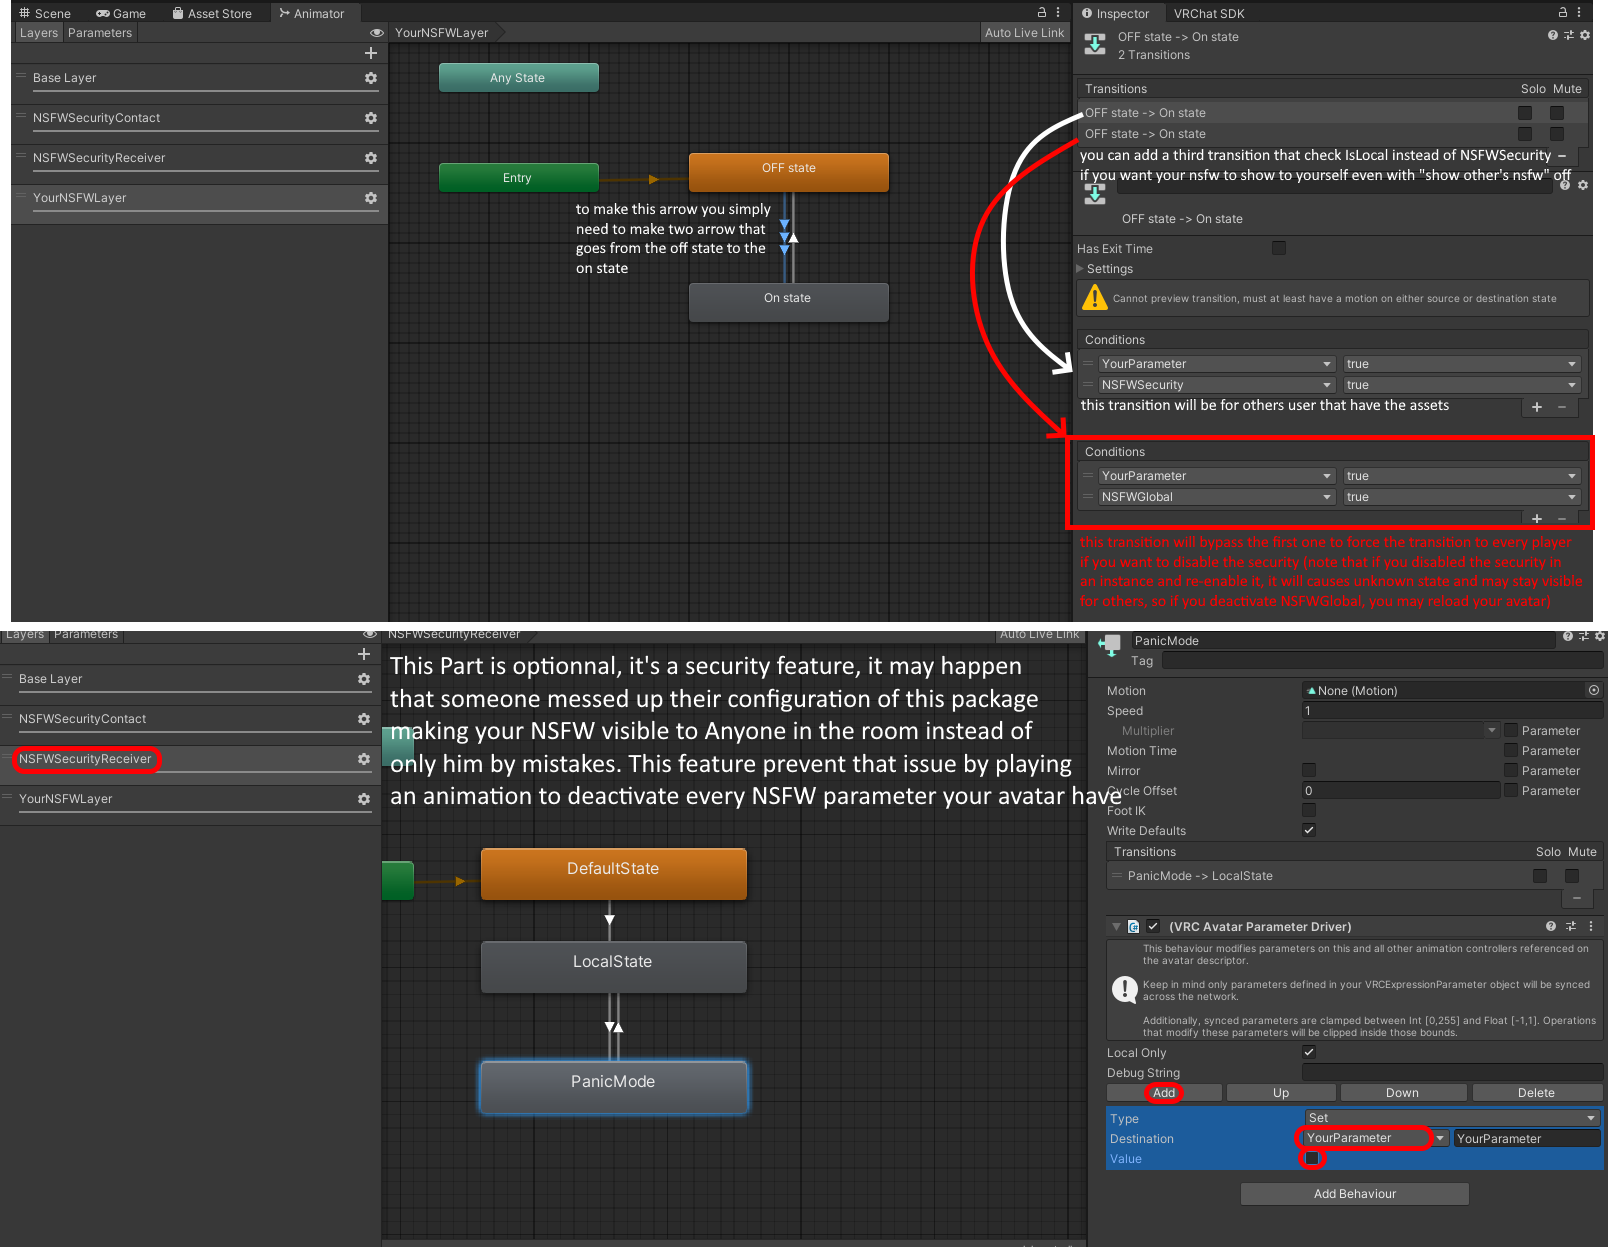 Scene Game Asset Store Animator
Layers Parameters
Base Layer
NSFWSecurityContact
NSFWSecurityReceiver
YourNSFWLayer
YourNSFWLayer
Auto Live Link
Any State
Entry
OFF state
to make this arrow you simply
need to make two arrow that
goes from the off state to the
on state
On state
Inspector VRChat SDK
OFF state -> On state
2 Transitions
Transitions Solo Mute
OFF state -> On state
OFF state -> On state
you can add a third transition that check IsLocal instead of NSFWSecurity
if you want your nsfw to show to yourself even with "show other's nsfw" off
OFF state -> On state
Has Exit Time
Settings
Cannot preview transition, must at least have a motion on either source or destination state
Conditions
YourParameter true
NSFWSecurity true
this transition will be for others user that have the assets
Conditions
YourParameter true
NSFWGlobal true
this transition will bypass the first one to force the transition to every player
if you want to disable the security (note that if you disabled the security in
an instance and re-enable it, it will causes unknown state and may stay visible
for others, so if you deactivate NSFWGlobal, you may reload your avatar)
Layers Parameters
Base Layer
NSFWSecurityContact
NSFWSecurityReceiver
YourNSFWLayer
NSFWSecurityReceiver
Auto Live Link
This Part is optionnal, it's a security feature, it may happen
that someone messed up their configuration of this package
making your NSFW visible to Anyone in the room instead of
only him by mistakes. This feature prevent that issue by playing
an animation to deactivate every NSFW parameter your avatar have
DefaultState
LocalState
PanicMode
PanicMode
Tag
Motion None (Motion)
Speed 1
Multiplier Parameter
Motion Time Parameter
Mirror Parameter
Cycle Offset 0 Parameter
Foot IK
Write Defaults
Transitions Solo Mute
PanicMode -> LocalState
(VRC Avatar Parameter Driver)
This behaviour modifies parameters on this and all other animation controllers referenced on
the avatar descriptor.
Keep in mind only parameters defined in your VRCExpressionParameter object will be synced
across the network.
Additionally, synced parameters are clamped between Int [0,255] and Float [-1,1]. Operations
that modify these parameters will be clipped inside those bounds.
Local Only
Debug String
Add Up Down Delete
Type Set
Destination YourParameter YourParameter
Value
Add Behaviour